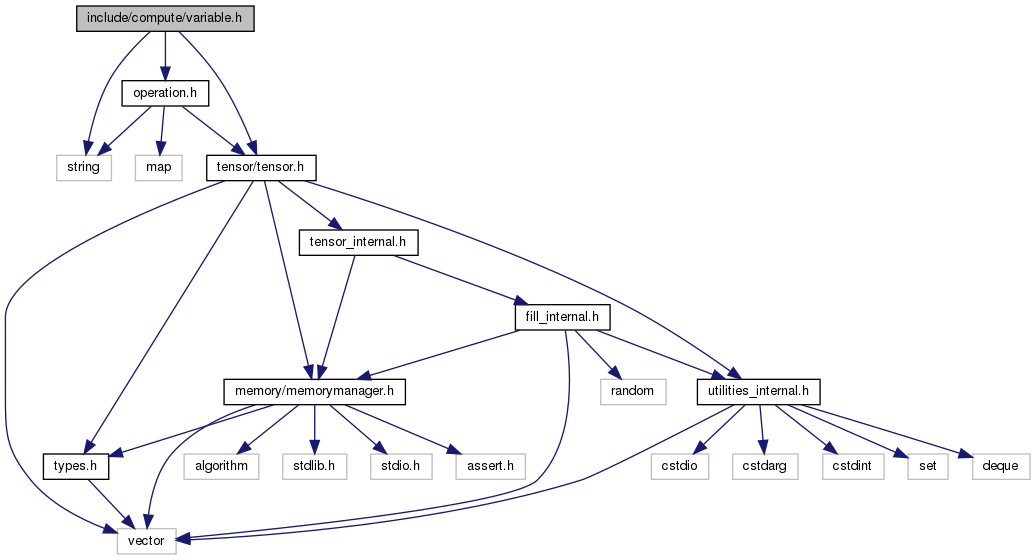 include/compute/variable.h
operation.h
string
map
tensor/tensor.h
tensor_internal.h
fill_internal.h
memory/memorymanager.h
random
utilities_internal.h
types.h
algorithm
stdlib.h
stdio.h
assert.h
cstdio
cstdarg
cstdint
set
deque
vector